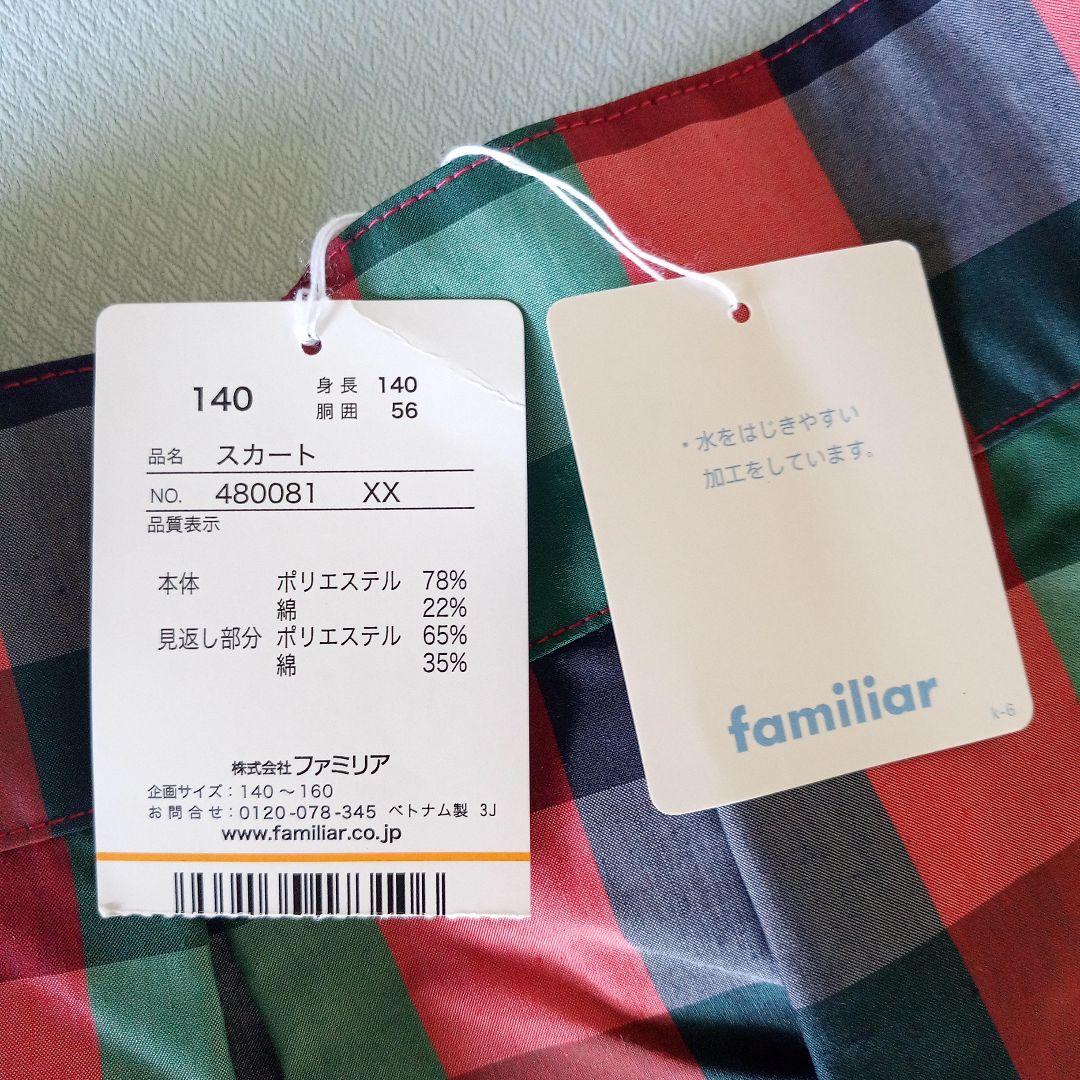 140 身長 140
胴囲 56
品名 スカート
NO. 480081 XX
品質表示
本体 ポリエステル 78%
綿 22%
見返し部分 ポリエステル 65%
綿 35%
株式会社ファミリア
企画サイズ:140~160
お問合せ:0120-078-345 ベトナム製 3J
www.familiar.co.jp
・水をはじきやすい
加工をしています。
familiar
k-6